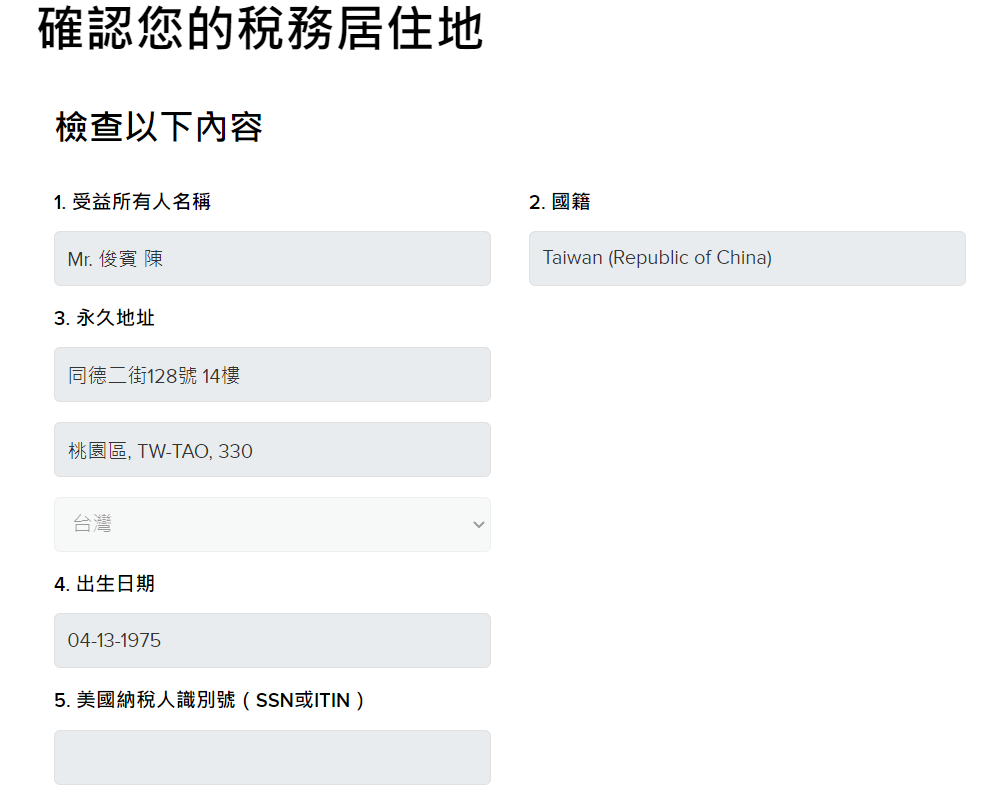 確認您的稅務居住地
檢查以下內容
1. 受益所有人名稱
2. 國籍
Mr. 俊賓 陳
Taiwan (Republic of China)
3. 永久地址
同德二街128號 14樓
桃園區, TW-TAO, 330
台灣
4. 出生日期
04-13-1975
5. 美國納稅人識別號（SSN或ITIN）